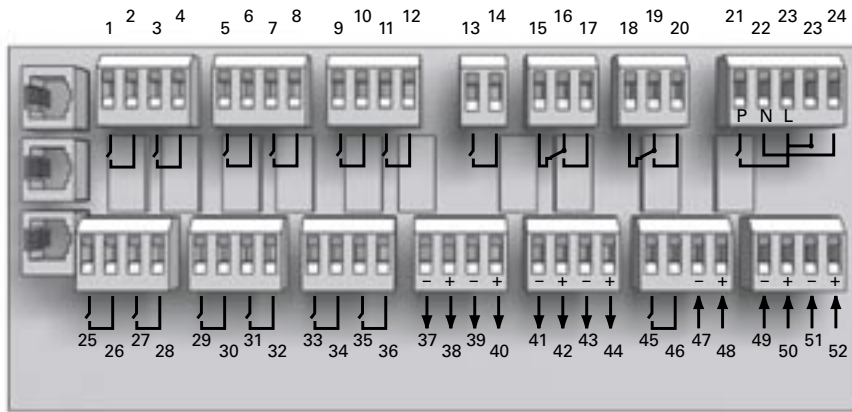 1 2 3 4 5 6 7 8 9 10 11 12 13 14 15 16 17 18 19 20 21 22 23 23 24
P N L
− + − + − + − + − + − + − +
25 26 27 28 29 30 31 32 33 34 35 36 37 38 39 40 41 42 43 44 45 46 47 48 49 50 51 52